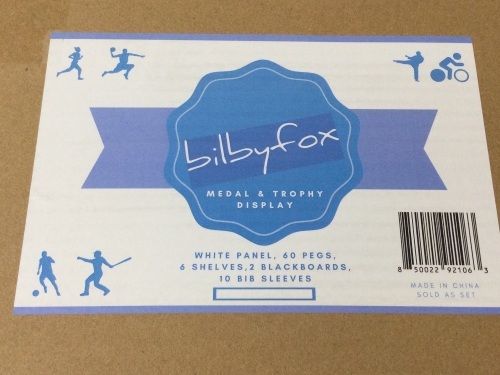 bilbyfox
MEDAL & TROPHY
DISPLAY
WHITE PANEL, 60 PEGS,
6 SHELVES,2 BLACKBOARDS,
10 BIB SLEEVES
8 50022 92106 3
MADE IN CHINA
SOLD AS SET